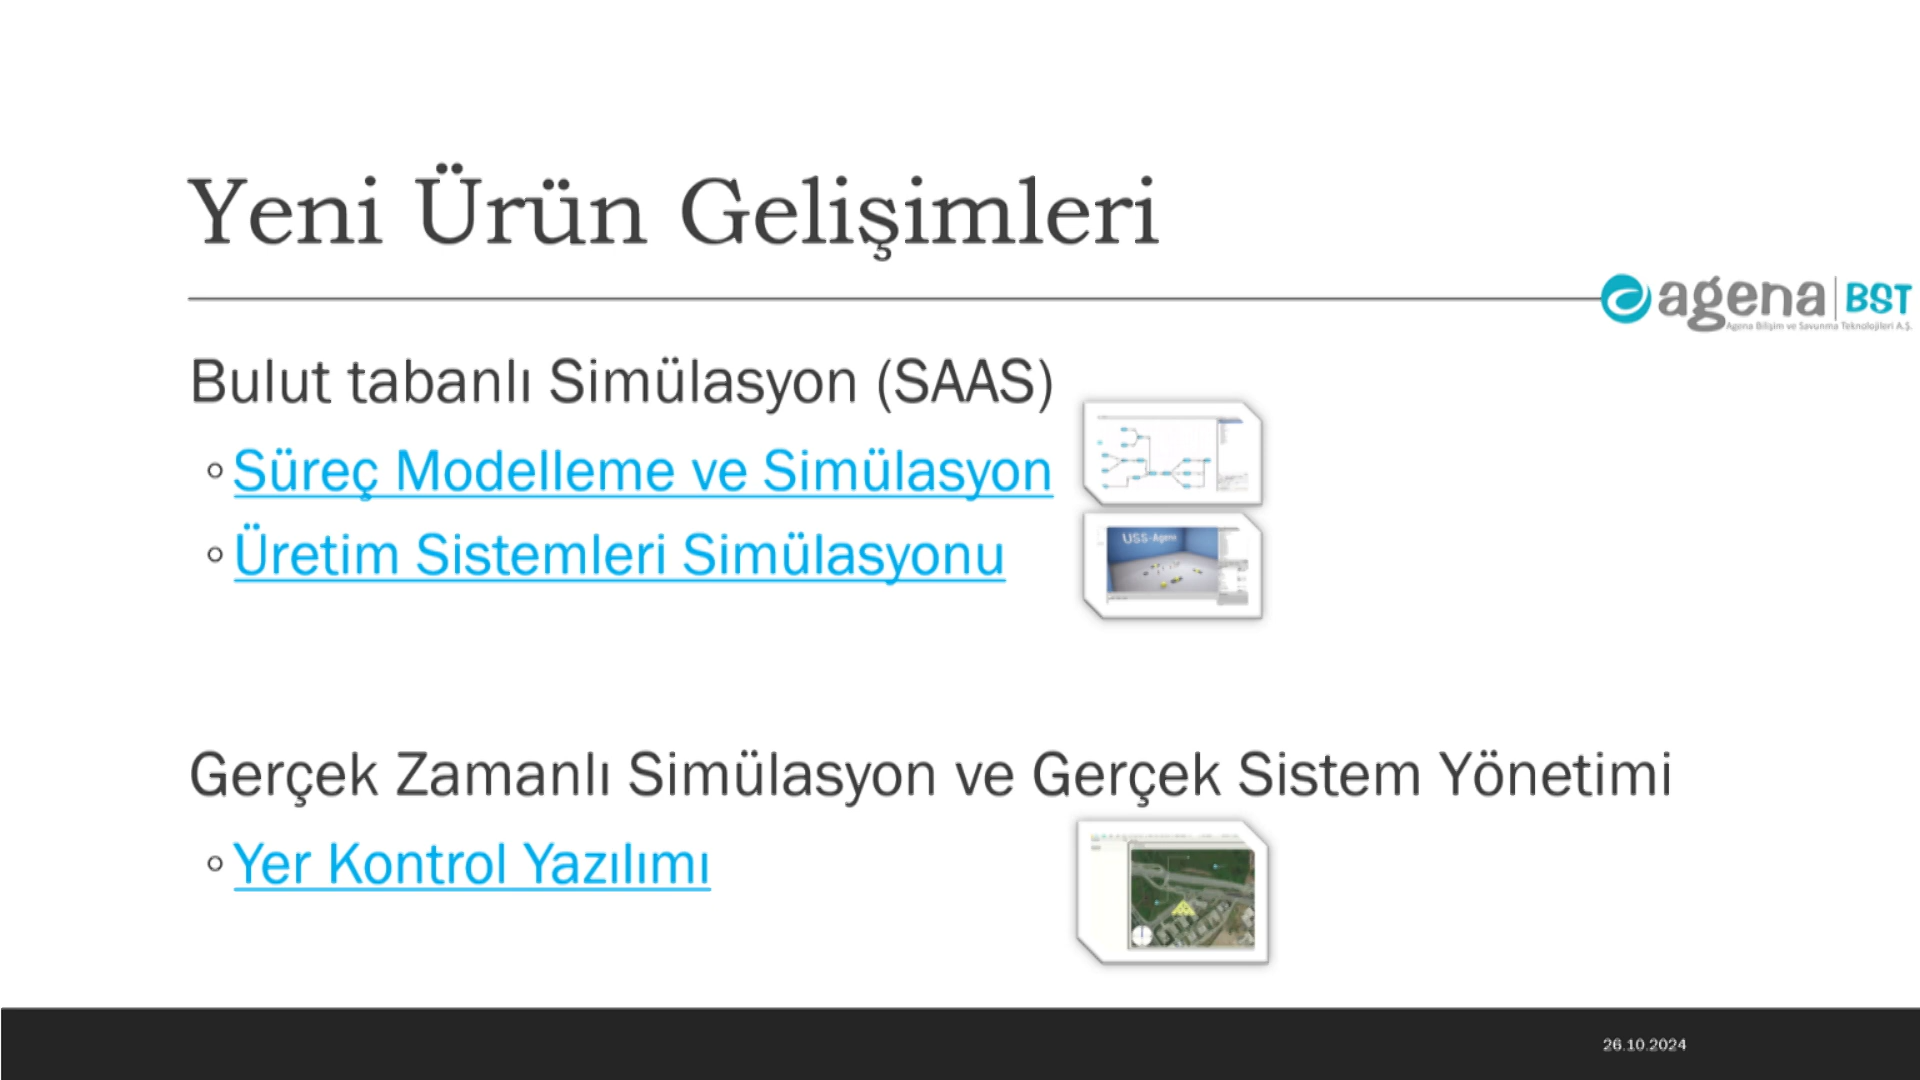 Yeni Ürün Gelişimleri
agena BST
Agena Bilişim ve Savunma Teknolojileri A.Ş.
Bulut tabanlı Simülasyon (SAAS)
Süreç Modelleme ve Simülasyon
Üretim Sistemleri Simülasyonu
USS-Agena
Gerçek Zamanlı Simülasyon ve Gerçek Sistem Yönetimi
Yer Kontrol Yazılımı
26.10.2024